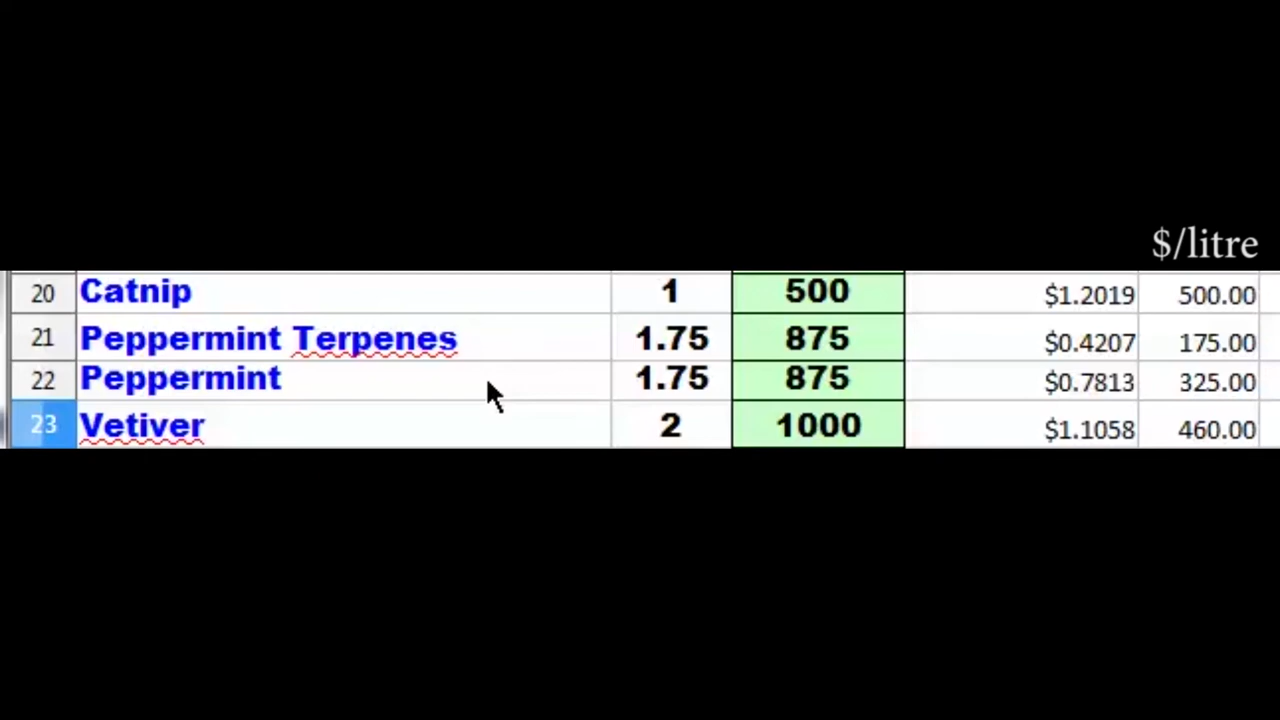 $/litre
20 Catnip 1 500 $1.2019 500.00
21 Peppermint Terpenes 1.75 875 $0.4207 175.00
22 Peppermint 1.75 875 $0.7813 325.00
23 Vetiver 2 1000 $1.1058 460.00